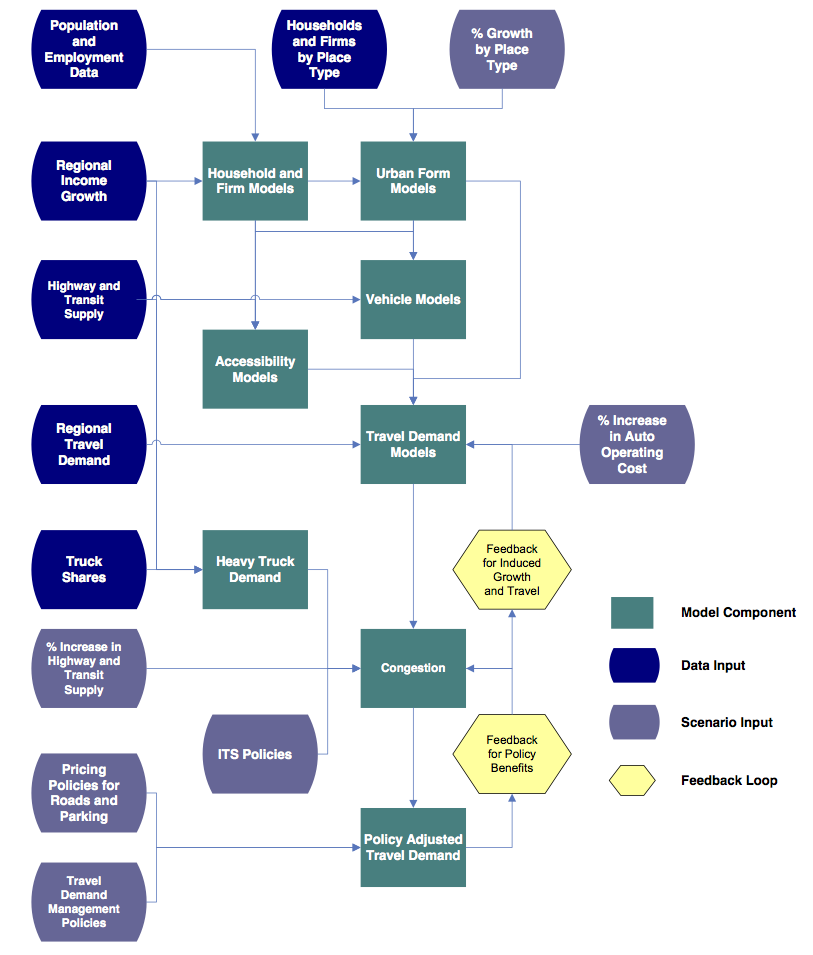 Population
and
Employment
Data
Households
and Firms
by Place
Type
% Growth
by Place
Type
Regional
Income
Growth
Household and
Firm Models
Urban Form
Models
Highway and
Transit
Supply
Vehicle Models
Accessibility
Models
Regional
Travel
Demand
Travel Demand
Models
% Increase
in Auto
Operating
Cost
Truck
Shares
Heavy Truck
Demand
Feedback
for Induced
Growth
and Travel
% Increase in
Highway and
Transit
Supply
Congestion
ITS Policies
Feedback
for Policy
Benefits
Pricing
Policies for
Roads and
Parking
Policy Adjusted
Travel Demand
Travel
Demand
Management
Policies
Model Component
Data Input
Scenario Input
Feedback Loop